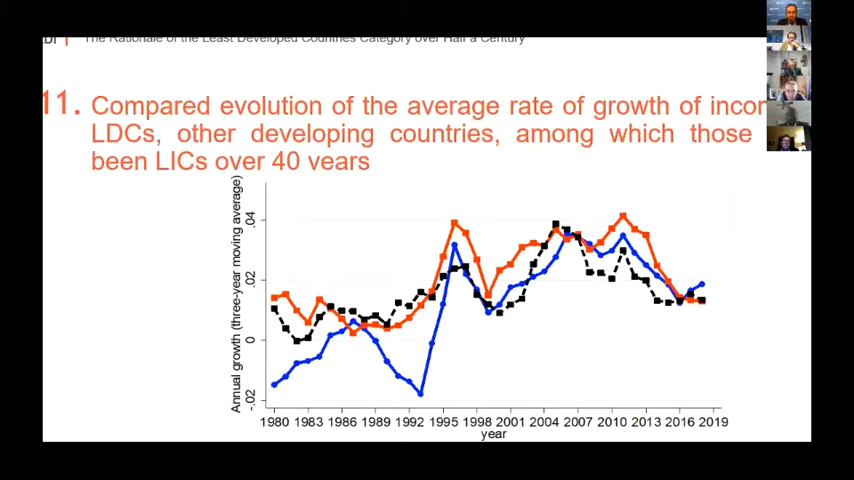 The Rationale of the Least Developed Countries Category over Half a Century
11. Compared evolution of the average rate of growth of incom
LDCs, other developing countries, among which those
been LICs over 40 years
Annual growth (three-year moving average)
.04
.02
0
-.02
1980 1983 1986 1989 1992 1995 1998 2001 2004 2007 2010 2013 2016 2019
year